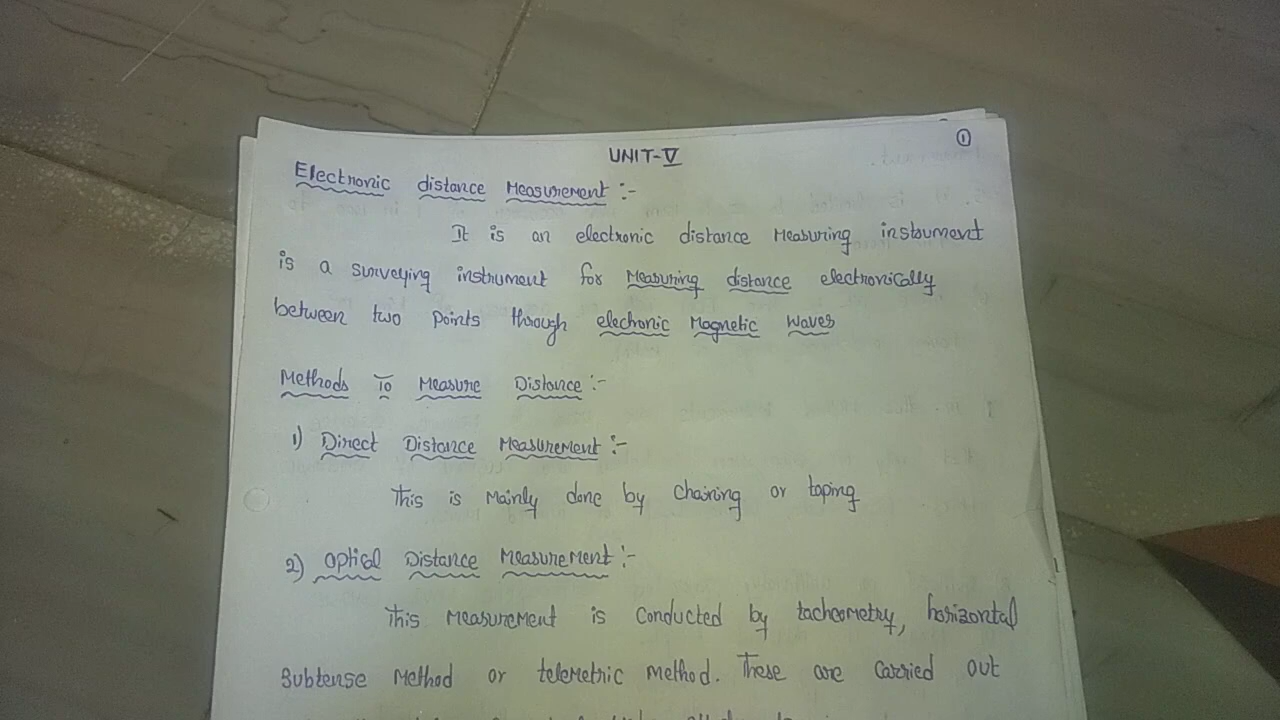 ①
UNIT-V
Electronic distance Measurement :-
It is an electronic distance Measuring instrument
is a surveying instrument for Measuring distance electronically
between two points through electronic Magnetic waves
Methods To Measure Distance :-
1) Direct Distance Measurement :-
This is Mainly done by chaining or taping
2) optical Distance Measurement :-
This Measurement is conducted by tacheometry, horizontal
Subtense Method or telemetric method. These are carried out